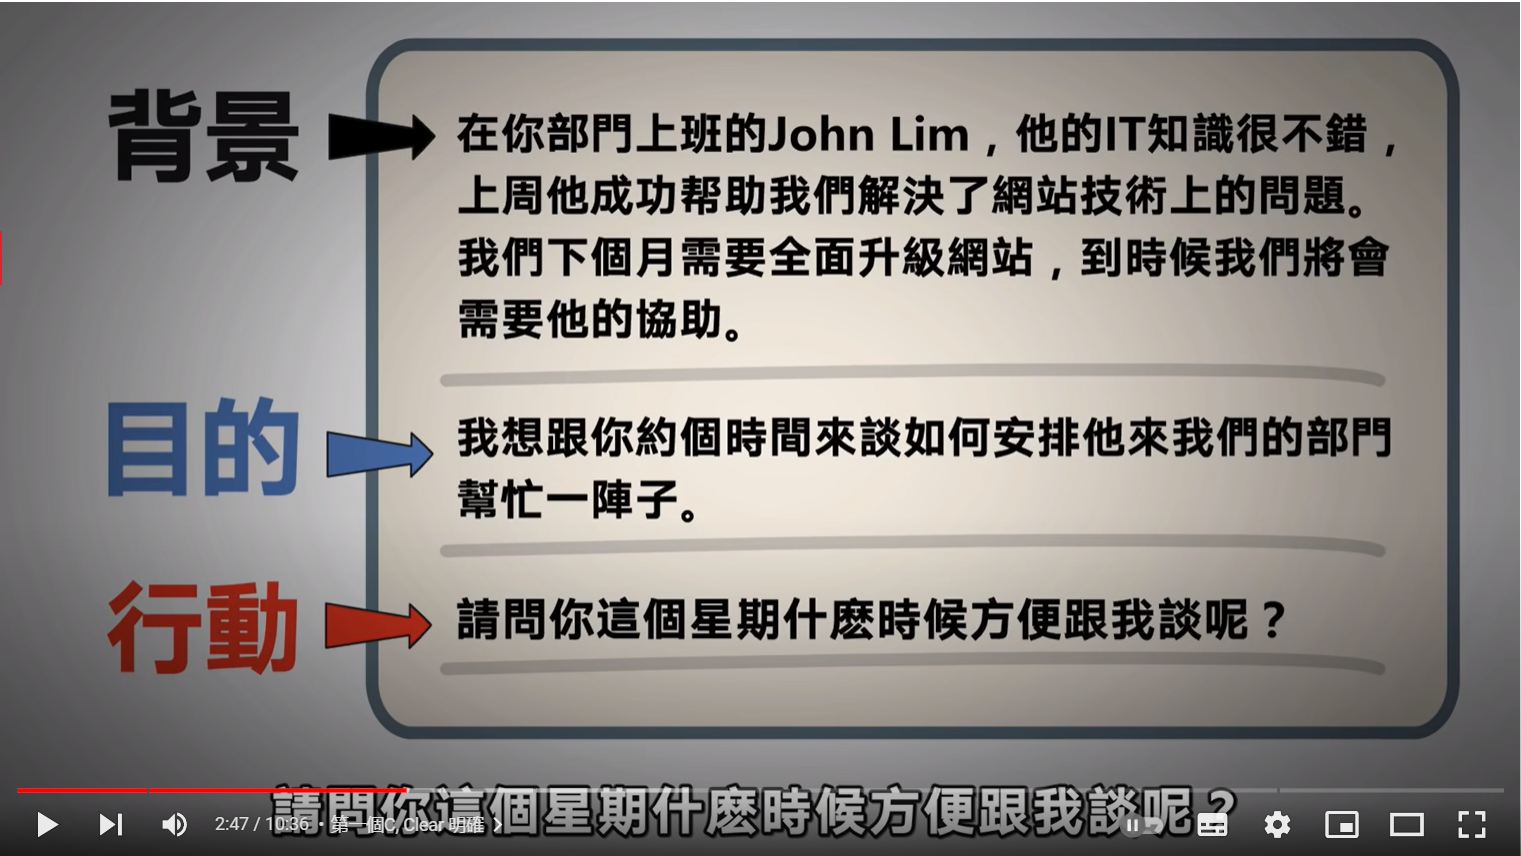 背景
在你部門上班的John Lim，他的IT知識很不錯，
上周他成功帮助我們解決了網站技術上的問題。
我們下個月需要全面升級網站，到時候我們將會
需要他的協助。
目的
我想跟你約個時間來談如何安排他來我們的部門
幫忙一陣子。
行動
請問你這個星期什麽時候方便跟我談呢？
請問你這個星期什麽時候方便跟我談呢？
2:47 / 10:36 • 第一個C, Clear 明確